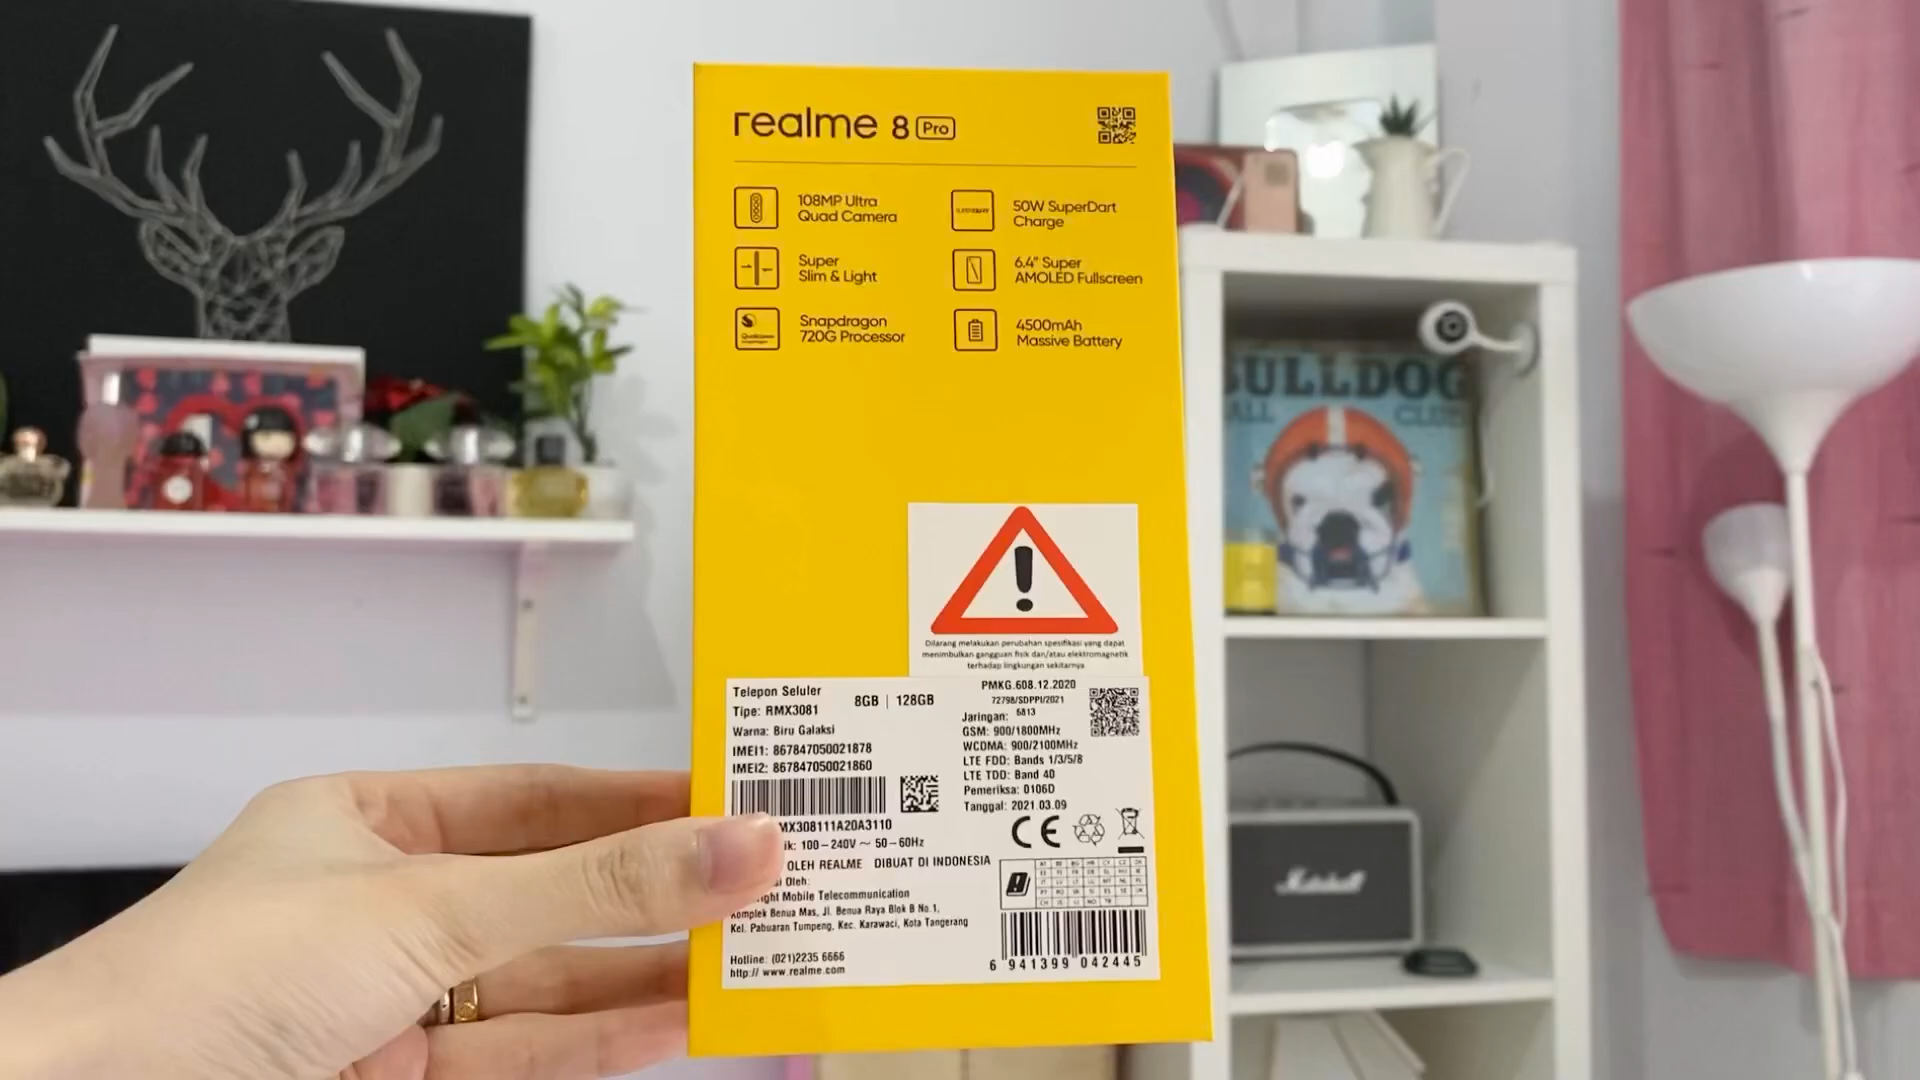 realme 8 Pro
108MP Ultra
Quad Camera
50W SuperDart
Charge
Super
Slim & Light
6.4" Super
AMOLED Fullscreen
Snapdragon
720G Processor
4500mAh
Massive Battery
Dilarang melakukan perubahan spesifikasi yang dapat
menimbulkan gangguan fisik dan/atau elektromagnetik
terhadap lingkungan sekitarnya
Telepon Seluler
8GB | 128GB
Tipe: RMX3081
Warna: Biru Galaksi
IMEI1: 867847050021878
IMEI2: 867847050021860
MX308111A20A3110
ik: 100–240V ~ 50–60Hz
OLEH REALME DIBUAT DI INDONESIA
Oleh:
Mobile Telecommunication
Komplek Benua Mas, Jl. Benua Raya Blok B No.1,
Kel. Pabuaran Tumpeng, Kec. Karawaci, Kota Tangerang
Hotline: (021)2235 6666
http:// www.realme.com
PMKG.608.12.2020
72798/SDPPI/2021
6813
Jaringan:
GSM: 900/1800MHz
WCDMA: 900/2100MHz
LTE FDD: Bands 1/3/5/8
LTE TDD: Band 40
Pemeriksa: 0106D
Tanggal: 2021.03.09
CE
6 941399 042445
BULLDOG
BALL CLUB
Marshall